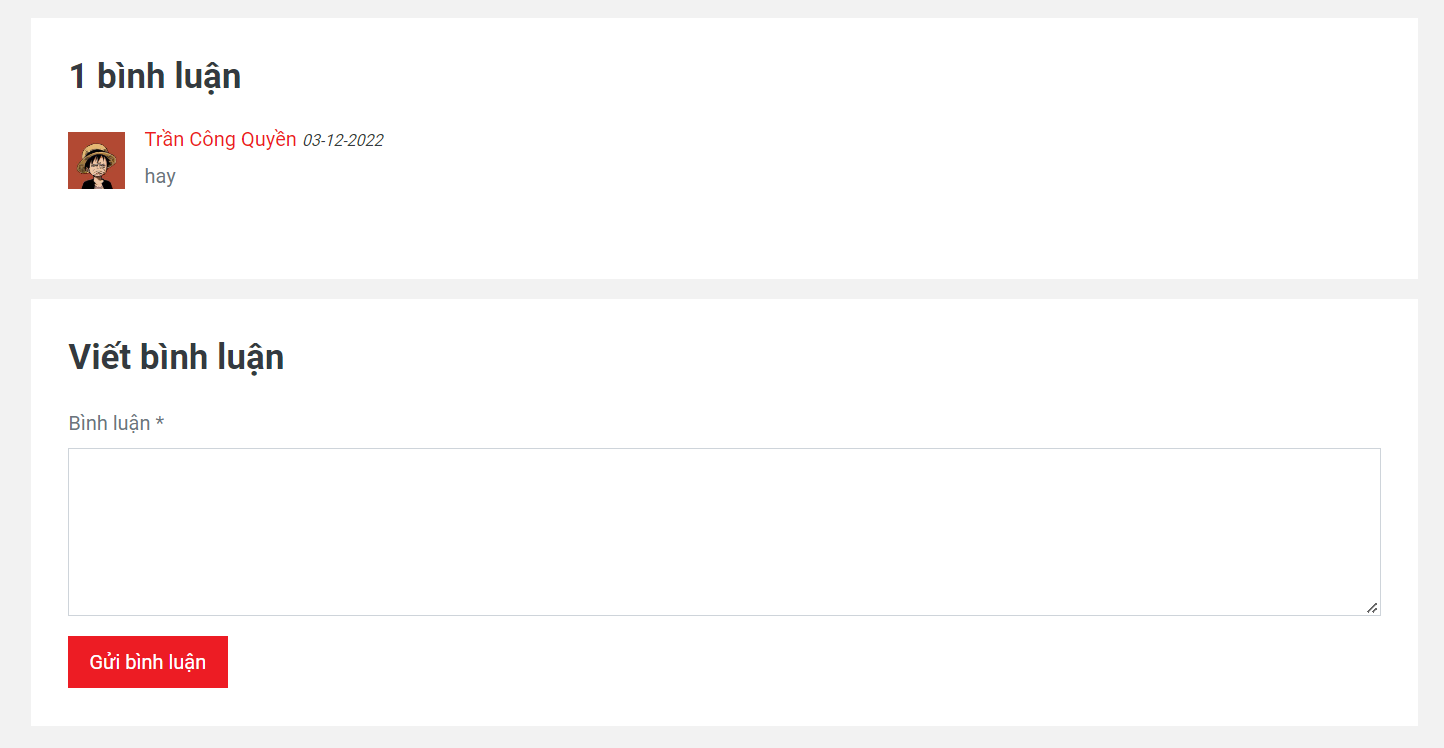 1 bình luận
Trần Công Quyền 03-12-2022
hay
Viết bình luận
Bình luận *
Gửi bình luận